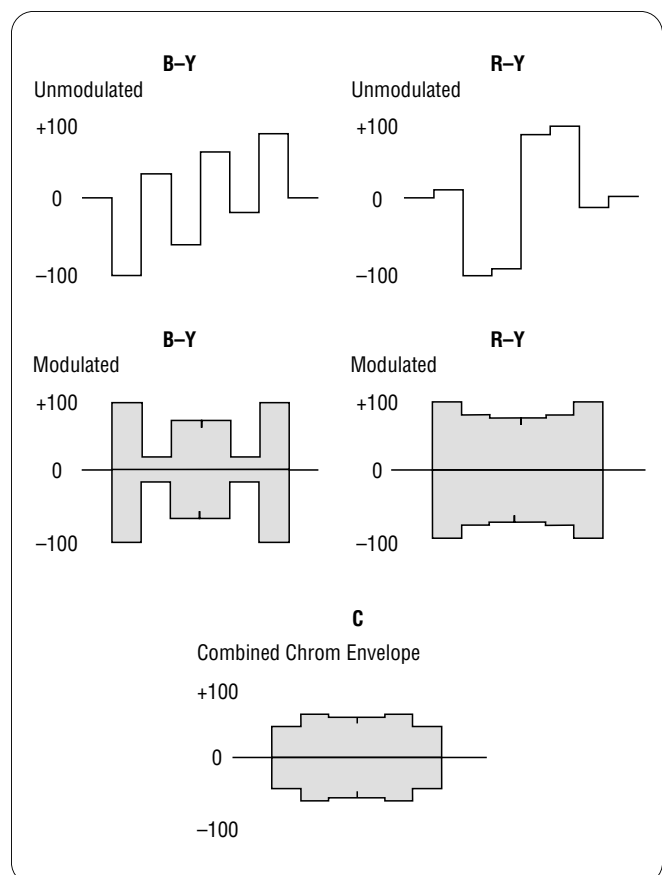 B–Y
Unmodulated
+100
0
–100
R–Y
Unmodulated
+100
0
–100
B–Y
Modulated
+100
0
–100
R–Y
Modulated
+100
0
–100
C
Combined Chrom Envelope
+100
0
–100